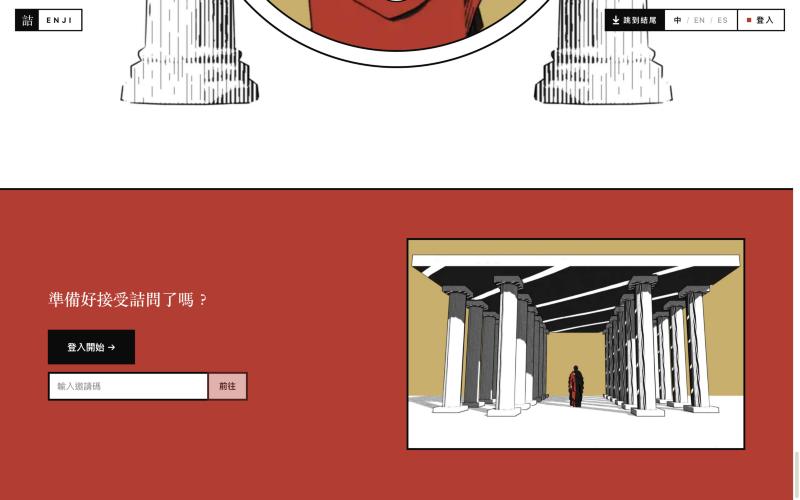 詰 ENJI
跳到結尾 中 / EN / ES 登入
準備好接受詰問了嗎？
登入開始 →
輸入邀請碼 前往